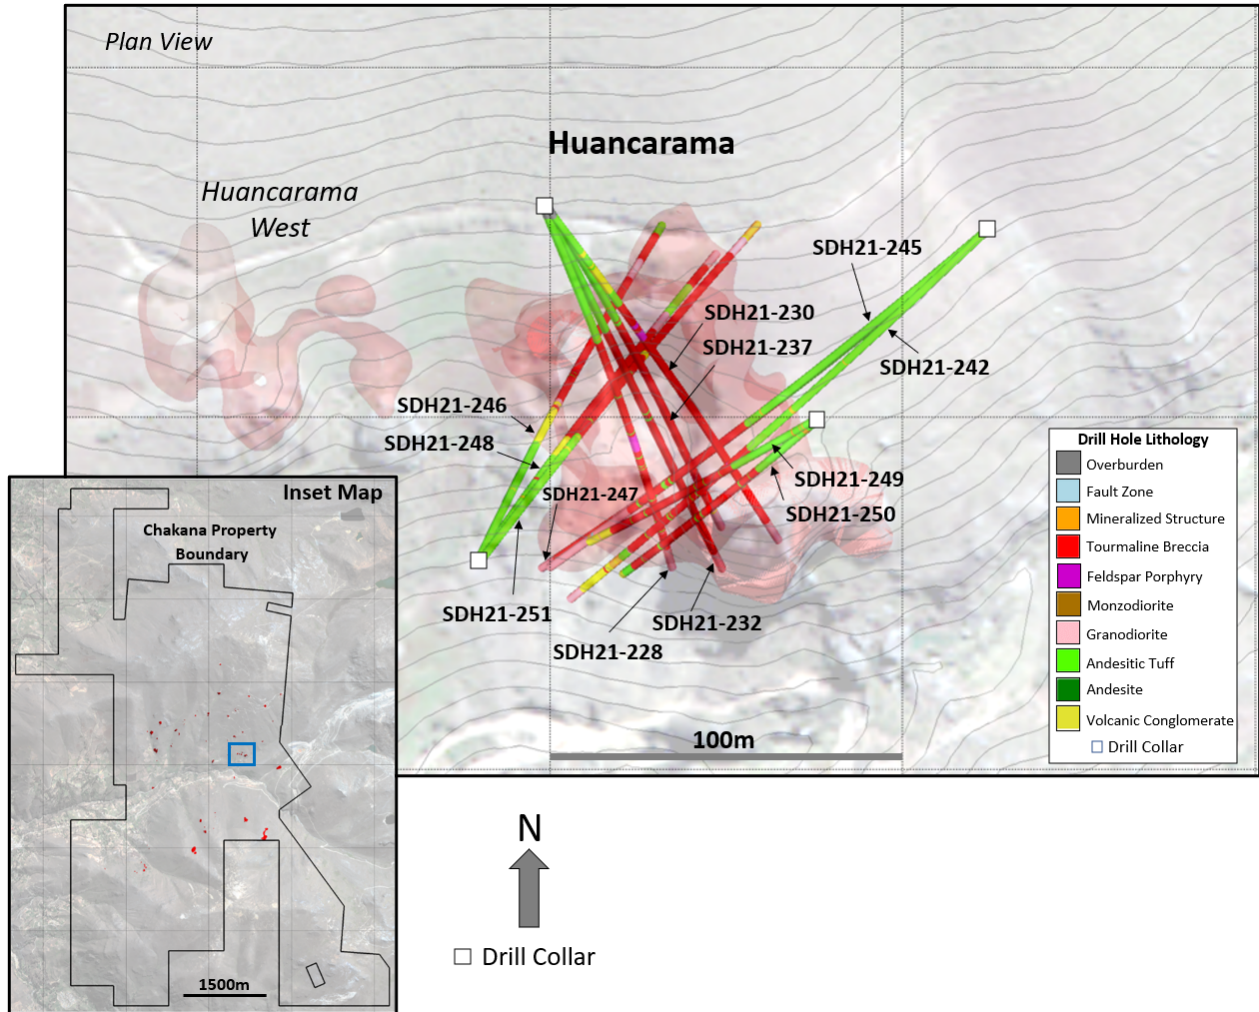 Plan View
Huancarama
Huancarama
West
SDH21-245
SDH21-230
SDH21-237
SDH21-242
SDH21-246
SDH21-248
SDH21-247
SDH21-249
SDH21-250
SDH21-251
SDH21-232
SDH21-228
100m
Drill Hole Lithology
Overburden
Fault Zone
Mineralized Structure
Tourmaline Breccia
Feldspar Porphyry
Monzodiorite
Granodiorite
Andesitic Tuff
Andesite
Volcanic Conglomerate
Drill Collar
Inset Map
Chakana Property
Boundary
1500m
N
Drill Collar